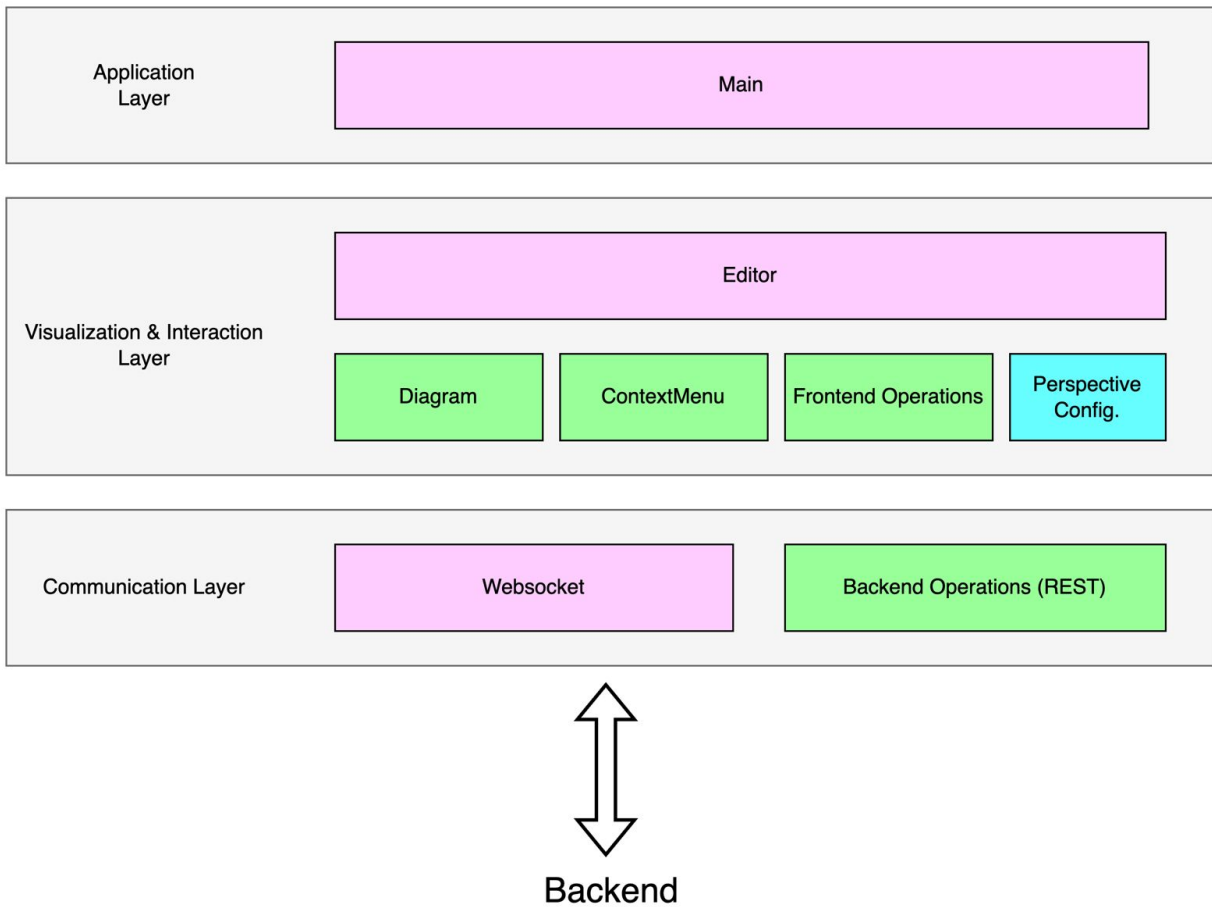 Application
Layer
Main
Visualization & Interaction
Layer
Editor
Diagram
ContextMenu
Frontend Operations
Perspective
Config.
Communication Layer
Websocket
Backend Operations (REST)
Backend